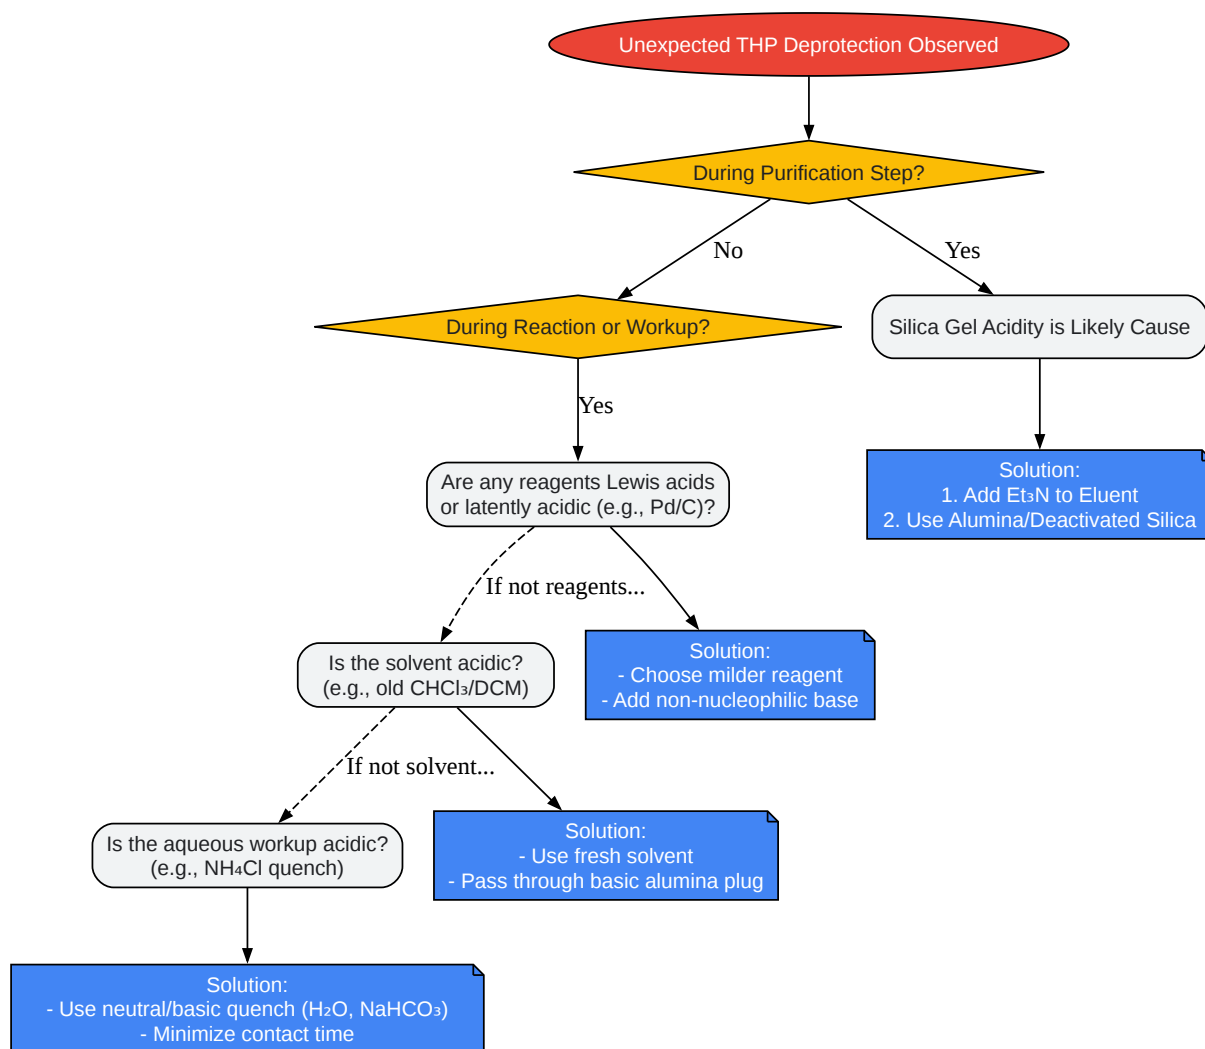 Unexpected THP Deprotection Observed
During Purification Step?
No
Yes
During Reaction or Workup?
Silica Gel Acidity is Likely Cause
Yes
Are any reagents Lewis acids
or latently acidic (e.g., Pd/C)?
Solution:
1. Add Et₃N to Eluent
2. Use Alumina/Deactivated Silica
If not reagents...
Is the solvent acidic?
(e.g., old CHCl₃/DCM)
Solution:
- Choose milder reagent
- Add non-nucleophilic base
If not solvent...
Is the aqueous workup acidic?
(e.g., NH₄Cl quench)
Solution:
- Use fresh solvent
- Pass through basic alumina plug
Solution:
- Use neutral/basic quench (H₂O, NaHCO₃)
- Minimize contact time